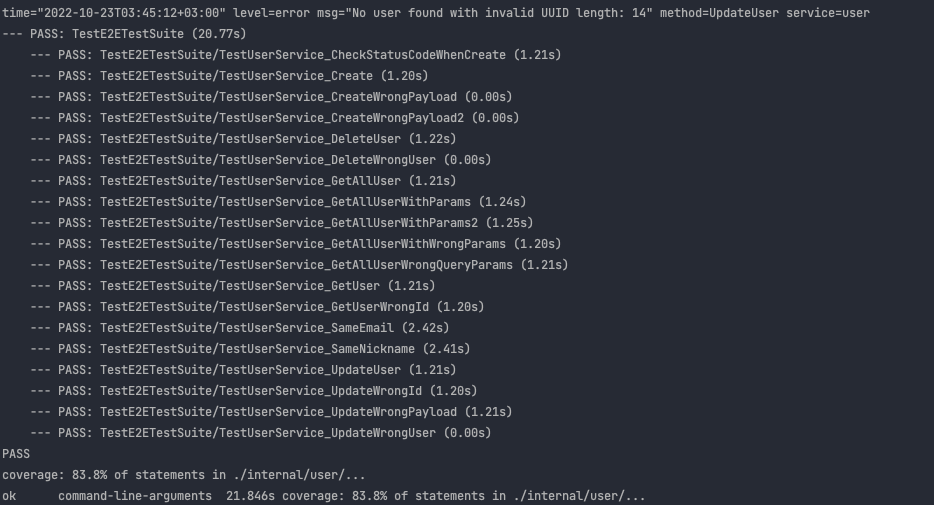 time="2022-10-23T03:45:12+03:00" level=error msg="No user found with invalid UUID length: 14" method=UpdateUser service=user
--- PASS: TestE2ETestSuite (20.77s)
    --- PASS: TestE2ETestSuite/TestUserService_CheckStatusCodeWhenCreate (1.21s)
    --- PASS: TestE2ETestSuite/TestUserService_Create (1.20s)
    --- PASS: TestE2ETestSuite/TestUserService_CreateWrongPayload (0.00s)
    --- PASS: TestE2ETestSuite/TestUserService_CreateWrongPayload2 (0.00s)
    --- PASS: TestE2ETestSuite/TestUserService_DeleteUser (1.22s)
    --- PASS: TestE2ETestSuite/TestUserService_DeleteWrongUser (0.00s)
    --- PASS: TestE2ETestSuite/TestUserService_GetAllUser (1.21s)
    --- PASS: TestE2ETestSuite/TestUserService_GetAllUserWithParams (1.24s)
    --- PASS: TestE2ETestSuite/TestUserService_GetAllUserWithParams2 (1.25s)
    --- PASS: TestE2ETestSuite/TestUserService_GetAllUserWithWrongParams (1.20s)
    --- PASS: TestE2ETestSuite/TestUserService_GetAllUserWrongQueryParams (1.21s)
    --- PASS: TestE2ETestSuite/TestUserService_GetUser (1.21s)
    --- PASS: TestE2ETestSuite/TestUserService_GetUserWrongId (1.20s)
    --- PASS: TestE2ETestSuite/TestUserService_SameEmail (2.42s)
    --- PASS: TestE2ETestSuite/TestUserService_SameNickname (2.41s)
    --- PASS: TestE2ETestSuite/TestUserService_UpdateUser (1.21s)
    --- PASS: TestE2ETestSuite/TestUserService_UpdateWrongId (1.20s)
    --- PASS: TestE2ETestSuite/TestUserService_UpdateWrongPayload (1.21s)
    --- PASS: TestE2ETestSuite/TestUserService_UpdateWrongUser (0.00s)
PASS
coverage: 83.8% of statements in ./internal/user/...
ok      command-line-arguments  21.846s coverage: 83.8% of statements in ./internal/user/...